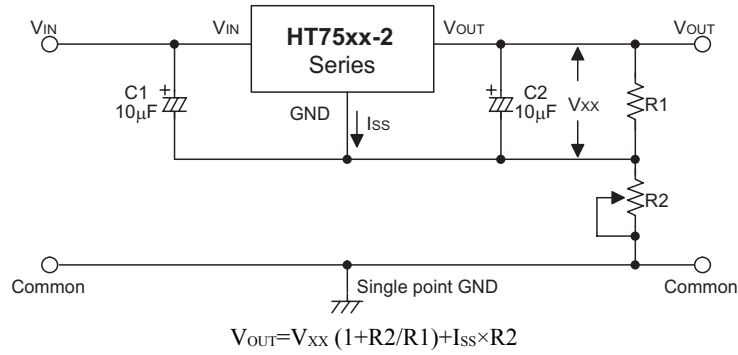 VIN
VIN
HT75xx-2
Series
VOUT
VOUT
C1
10μF
GND
ISS
C2
10μF
VXX
R1
R2
Common
Single point GND
Common
VOUT=VXX (1+R2/R1)+ISS×R2